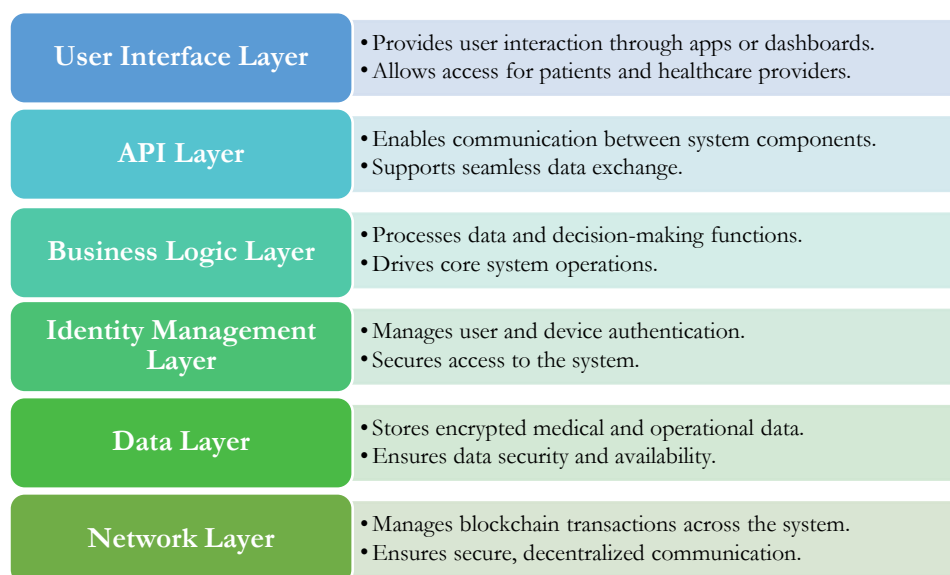 User Interface Layer
• Provides user interaction through apps or dashboards.
• Allows access for patients and healthcare providers.
API Layer
• Enables communication between system components.
• Supports seamless data exchange.
Business Logic Layer
• Processes data and decision-making functions.
• Drives core system operations.
Identity Management
Layer
• Manages user and device authentication.
• Secures access to the system.
Data Layer
• Stores encrypted medical and operational data.
• Ensures data security and availability.
Network Layer
• Manages blockchain transactions across the system.
• Ensures secure, decentralized communication.